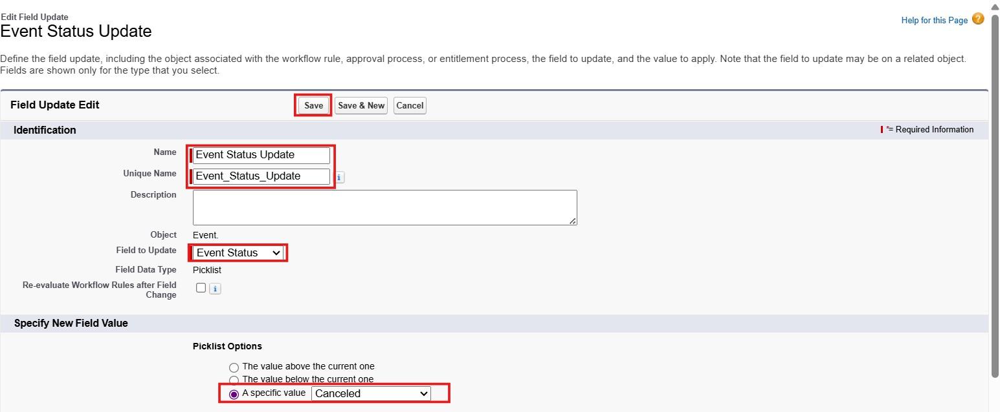 Edit Field Update
Event Status Update
Help for this Page ?
Define the field update, including the object associated with the workflow rule, approval process, or entitlement process, the field to update, and the value to apply. Note that the field to update may be on a related object.
Fields are shown only for the type that you select.
Field Update Edit
Save
Save & New
Cancel
Identification
*= Required Information
Name
Event Status Update
Unique Name
Event_Status_Update
i
Description
Object
Event.
Field to Update
Event Status
Field Data Type
Picklist
Re-evaluate Workflow Rules after Field
Change
i
Specify New Field Value
Picklist Options
The value above the current one
The value below the current one
A specific value
Canceled